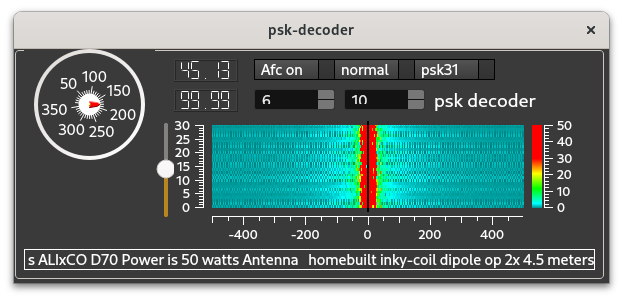 psk-decoder ×
50 100 150 200 250 300 350
45.13 Afc on normal psk31
99.99 6 10 psk decoder
30 25 20 15 10 5 0
50 40 30 20 10 0
-400 -200 0 200 400
s ALIxCO D70 Power is 50 watts Antenna homebuilt inky-coil dipole op 2x 4.5 meters